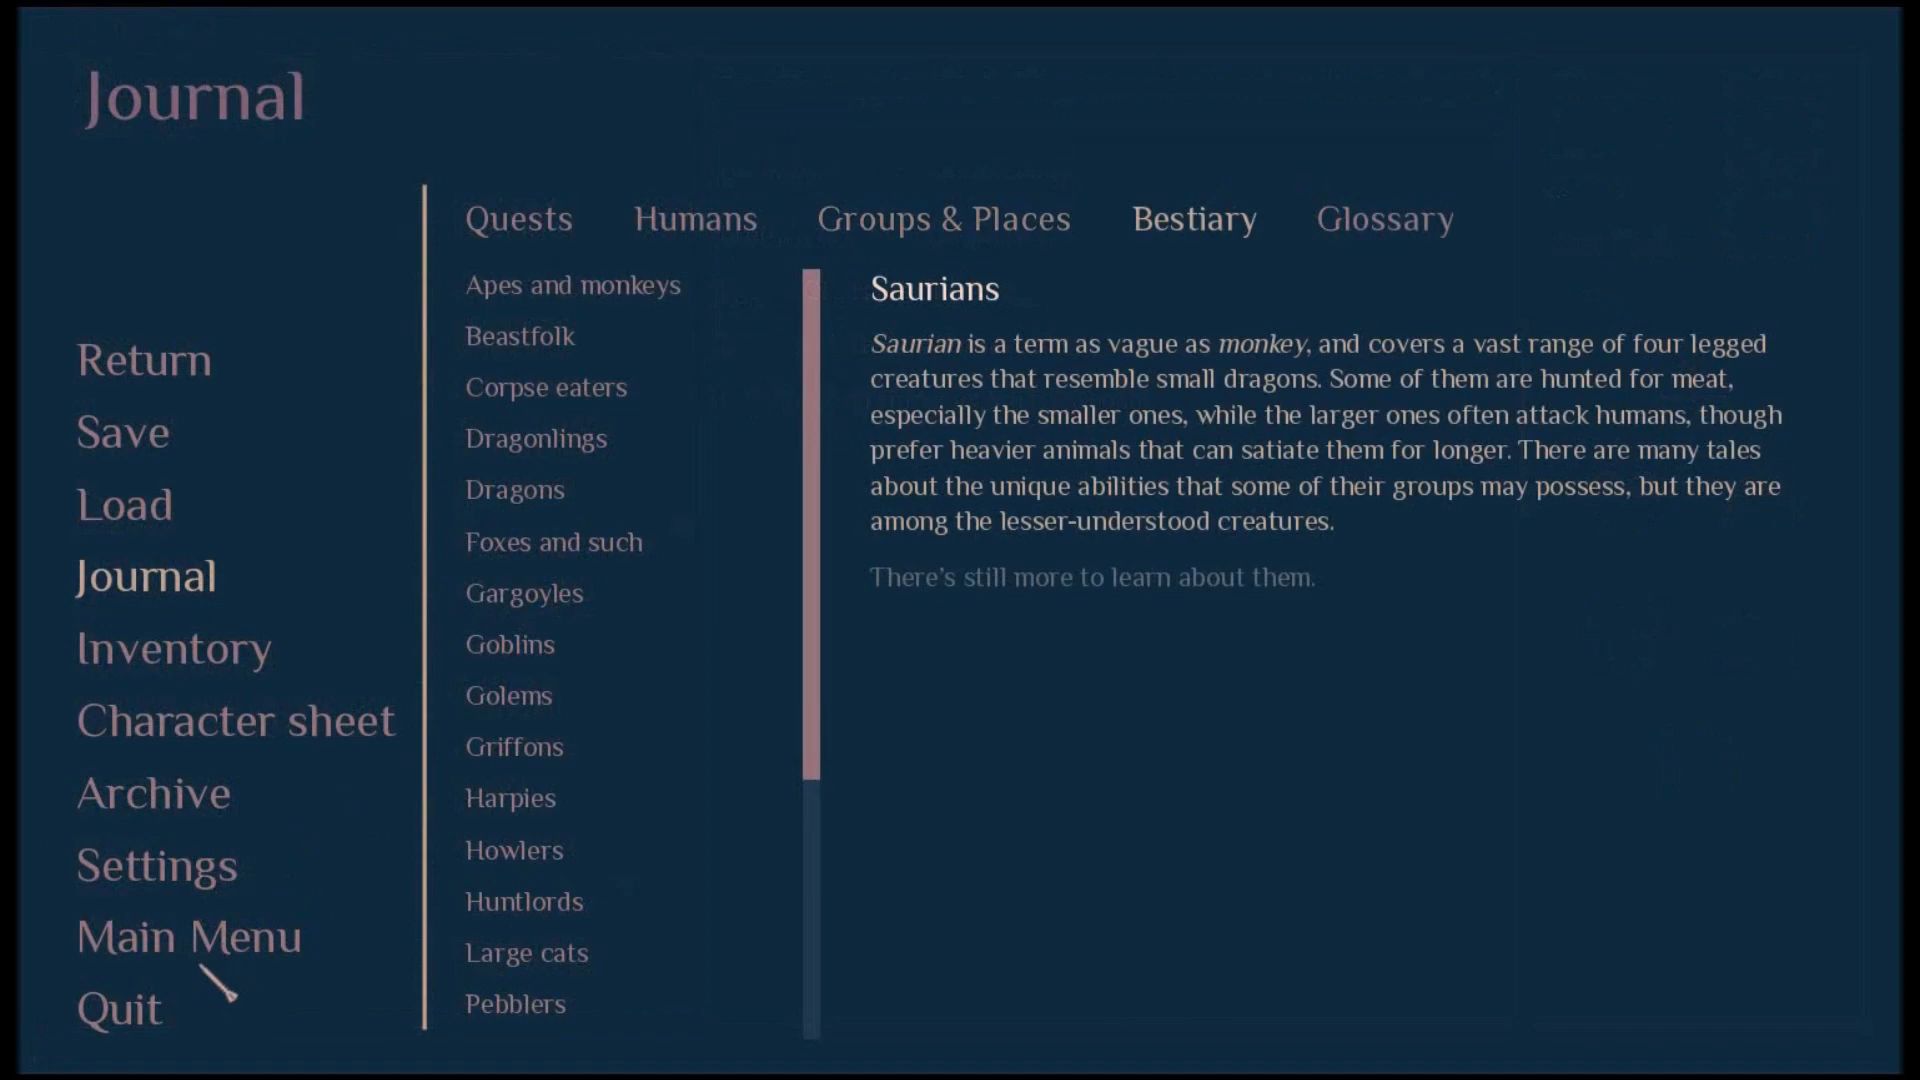 Journal
Quests Humans Groups & Places Bestiary Glossary
Return
Save
Load
Journal
Inventory
Character sheet
Archive
Settings
Main Menu
Quit
Apes and monkeys
Beastfolk
Corpse eaters
Dragonlings
Dragons
Foxes and such
Gargoyles
Goblins
Golems
Griffons
Harpies
Howlers
Huntlords
Large cats
Pebblers
Saurians
Saurian is a term as vague as monkey, and covers a vast range of four legged
creatures that resemble small dragons. Some of them are hunted for meat,
especially the smaller ones, while the larger ones often attack humans, though
prefer heavier animals that can satiate them for longer. There are many tales
about the unique abilities that some of their groups may possess, but they are
among the lesser-understood creatures.
There's still more to learn about them.